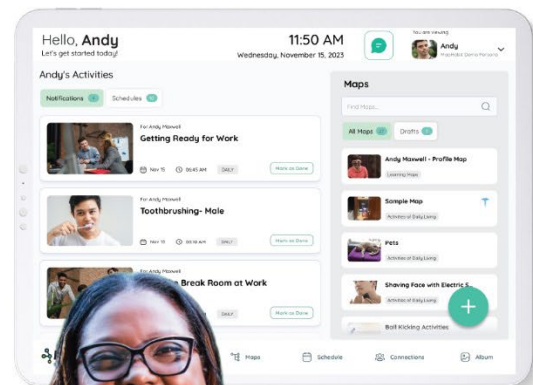 Hello, Andy
Let's get started today!
11:50 AM
Wednesday, November 15, 2023
You are viewing
Andy
MapHabit Demo Persona
Andy's Activities
Notifications
Schedules
For Andy Maxwell
Getting Ready for Work
Nov 15
06:45 AM
DAILY
Mark as Done
For Andy Maxwell
Toothbrushing- Male
Nov 15
DAILY
Mark as Done
For Andy Maxwell
Break Room at Work
DAILY
Mark as Done
Maps
Find Maps...
All Maps
Drafts
Andy Maxwell - Profile Map
Learning Maps
Sample Map
Activities of Daily Living
Pets
Activities of Daily Living
Shaving Face with Electric S...
Activities of Daily Living
Ball Kicking Activities
Maps
Schedule
Connections
Album